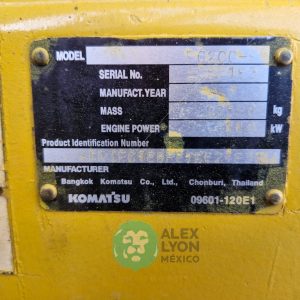 MODEL
SERIAL No.
MANUFACT.YEAR
MASS kg
ENGINE POWER kW
Product Identification Number
MANUFACTURER
Bangkok Komatsu Co., Ltd., Chonburi, Thailand
KOMATSU 09601-120E1
ALEX
LYON
MÉXICO